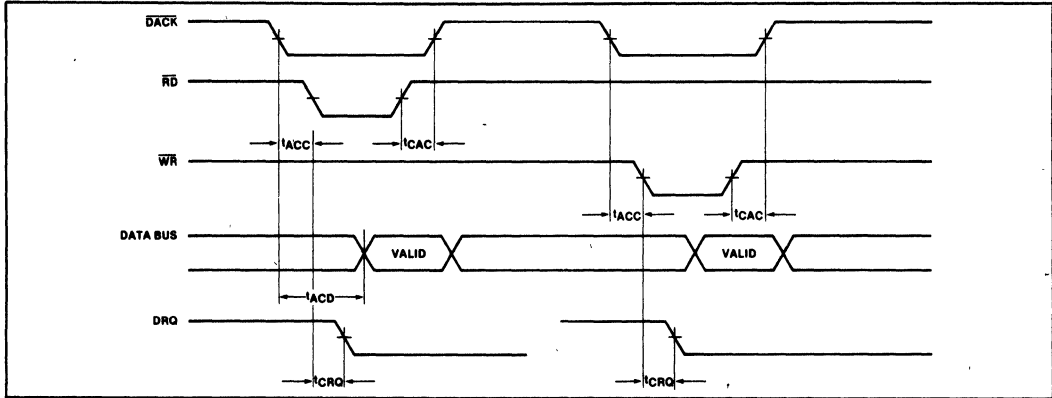 DACK
RD
tACC
tCAC
WR
tACC
tCAC
DATA BUS
VALID
VALID
tACD
DRQ
tCRQ
tCRQ